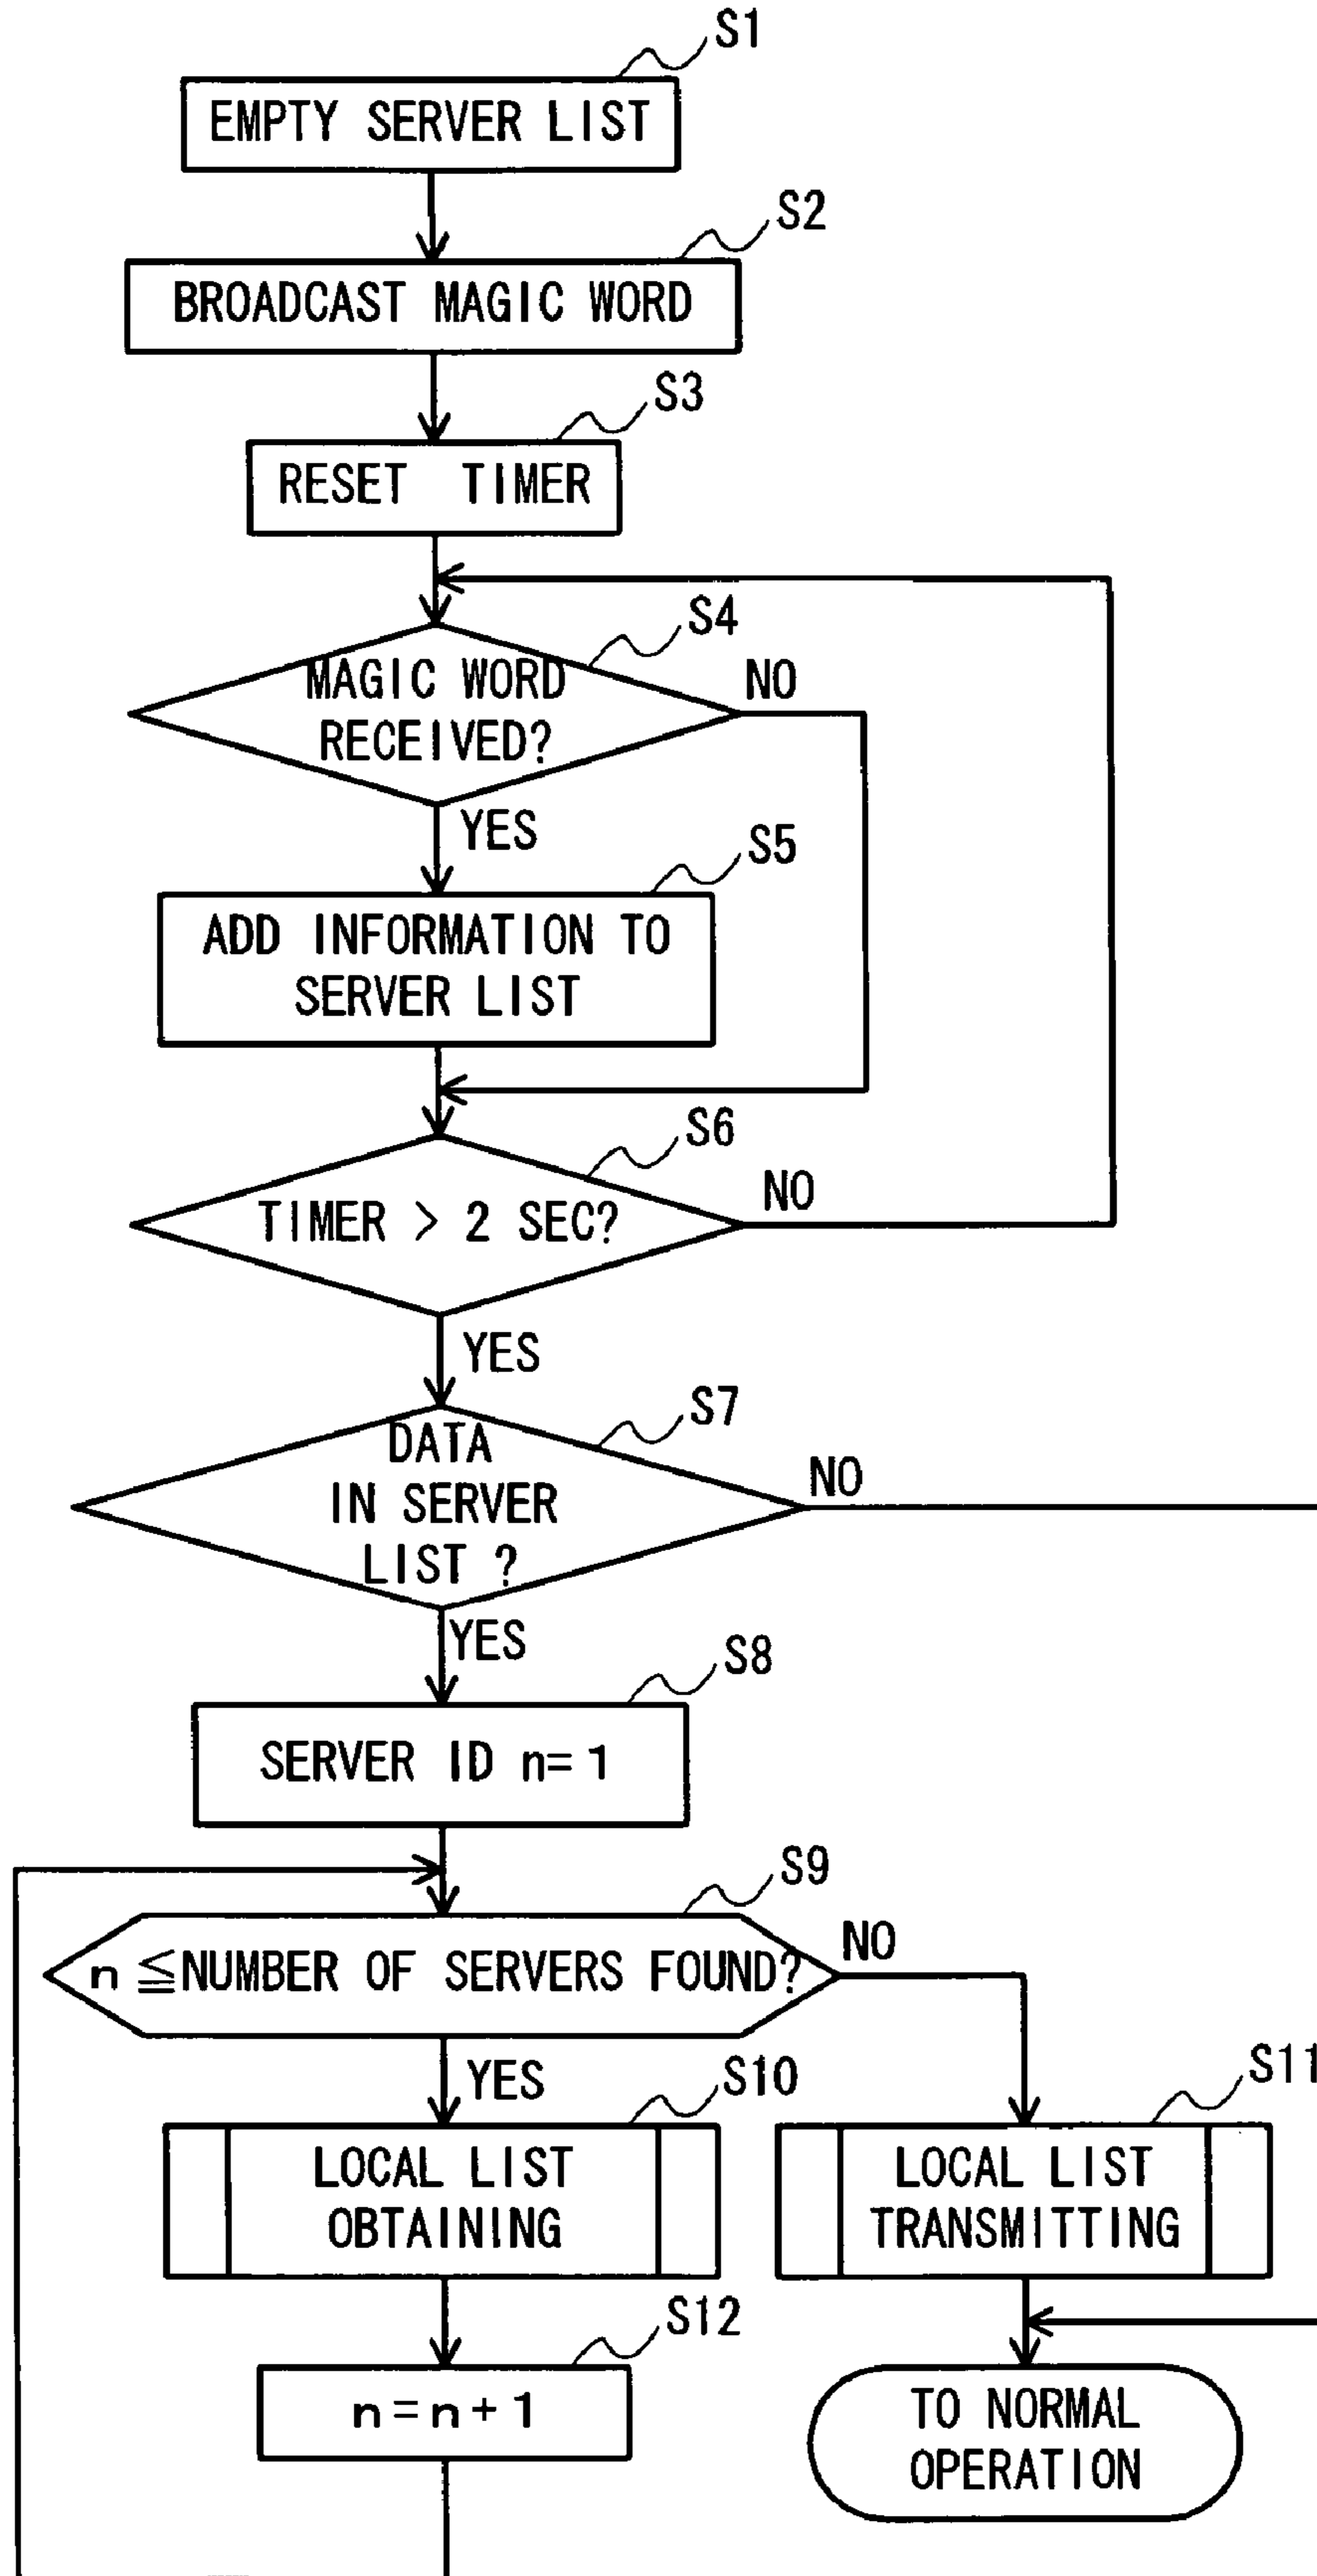 S1
EMPTY SERVER LIST
S2
BROADCAST MAGIC WORD
S3
RESET TIMER
S4
MAGIC WORD
RECEIVED?
NO
YES
S5
ADD INFORMATION TO
SERVER LIST
S6
TIMER > 2 SEC?
NO
YES
S7
DATA
IN SERVER
LIST ?
NO
YES
S8
SERVER ID n=1
S9
n ≦NUMBER OF SERVERS FOUND?
NO
YES
S10
LOCAL LIST
OBTAINING
S11
LOCAL LIST
TRANSMITTING
S12
n=n+1
TO NORMAL
OPERATION